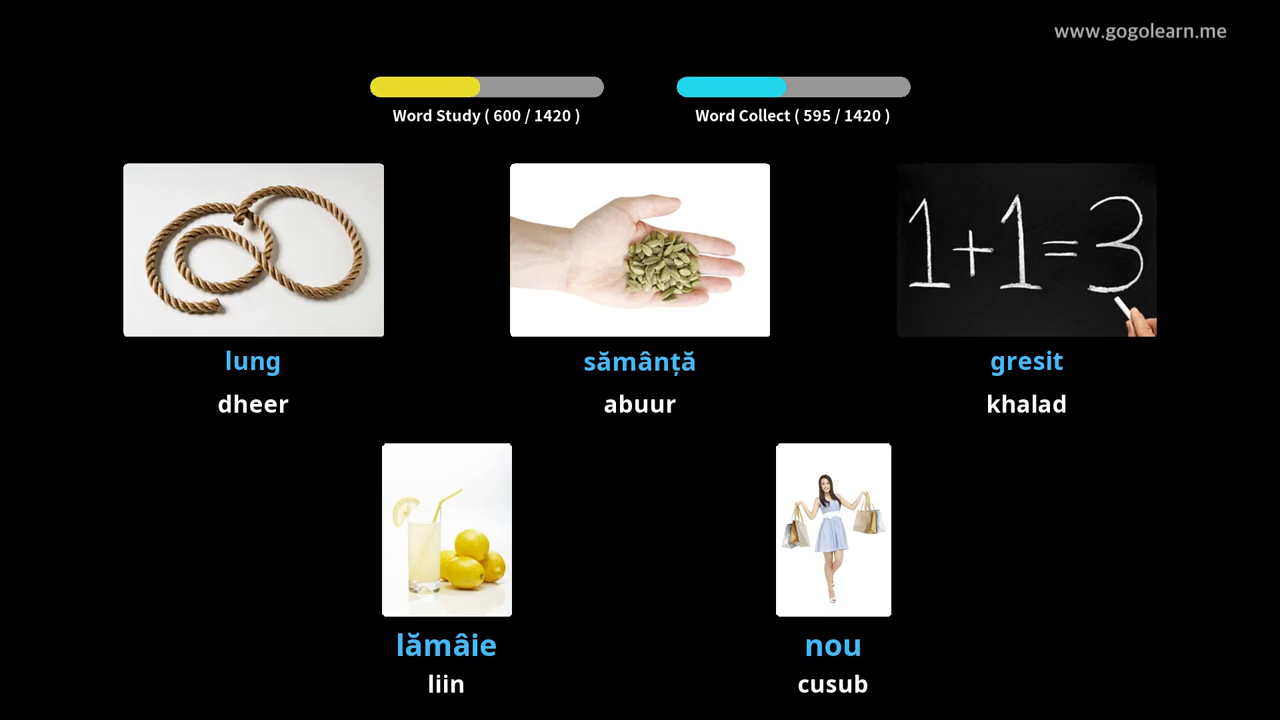 www.gogolearn.me
Word Study ( 600 / 1420 )
Word Collect ( 595 / 1420 )
1+1=3
lung
sămânță
gresit
dheer
abuur
khalad
lămâie
nou
liin
cusub